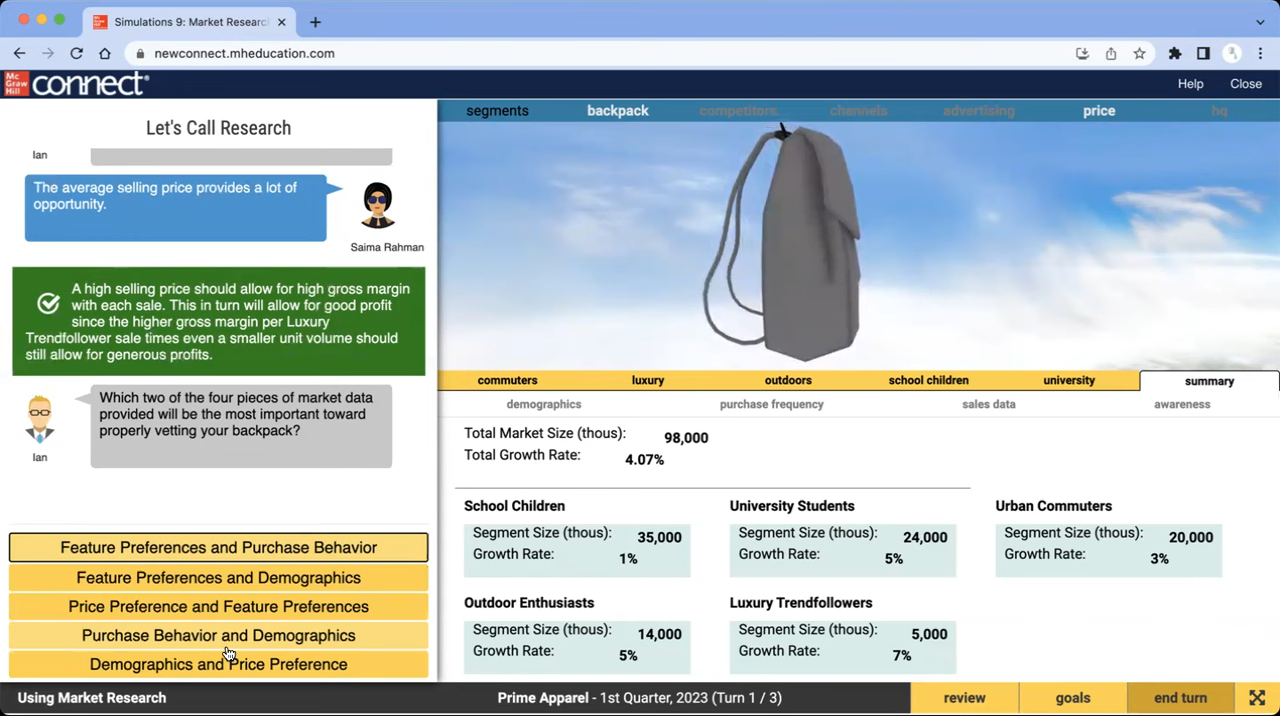 Simulations 9: Market Researc
newconnect.mheducation.com
Mc Graw Hill connect
Help Close
Let's Call Research
Ian
The average selling price provides a lot of
opportunity.
Saima Rahman
A high selling price should allow for high gross margin
with each sale. This in turn will allow for good profit
since the higher gross margin per Luxury
Trendfollower sale times even a smaller unit volume should
still allow for generous profits.
Which two of the four pieces of market data
provided will be the most important toward
properly vetting your backpack?
Ian
Feature Preferences and Purchase Behavior
Feature Preferences and Demographics
Price Preference and Feature Preferences
Purchase Behavior and Demographics
Demographics and Price Preference
segments backpack competitors channels advertising price hq
commuters luxury outdoors school children university summary
demographics purchase frequency sales data awareness
Total Market Size (thous): 98,000
Total Growth Rate: 4.07%
School Children
Segment Size (thous): 35,000
Growth Rate: 1%
University Students
Segment Size (thous): 24,000
Growth Rate: 5%
Urban Commuters
Segment Size (thous): 20,000
Growth Rate: 3%
Outdoor Enthusiasts
Segment Size (thous): 14,000
Growth Rate: 5%
Luxury Trendfollowers
Segment Size (thous): 5,000
Growth Rate: 7%
Using Market Research
Prime Apparel - 1st Quarter, 2023 (Turn 1 / 3)
review goals end turn